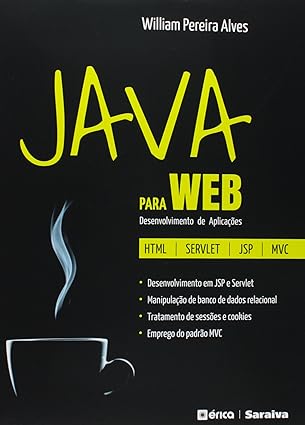 William Pereira Alves
JAVA
PARA WEB
Desenvolvimento de Aplicações
HTML | SERVLET | JSP | MVC
• Desenvolvimento em JSP e Servlet
• Manipulação de banco de dados relacional
• Tratamento de sessões e cookies
• Emprego do padrão MVC
érica | Saraiva